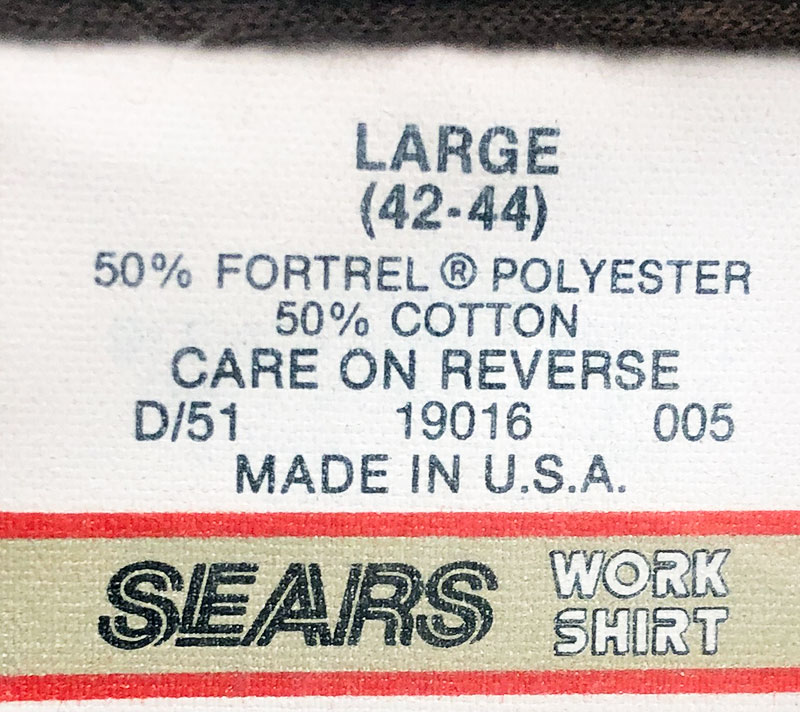 LARGE
(42-44)
50% FORTREL® POLYESTER
50% COTTON
CARE ON REVERSE
D/51 19016 005
MADE IN U.S.A.
SEARS WORK SHIRT